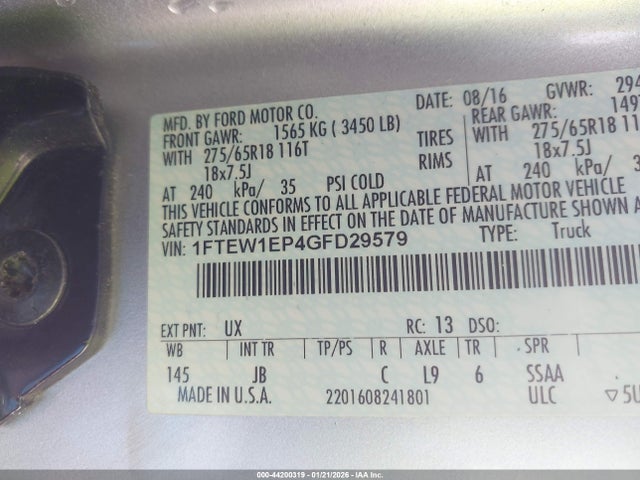 DATE: 08/16 GVWR: 294
MFD. BY FORD MOTOR CO. REAR GAWR: 149
FRONT GAWR: 1565 KG ( 3450 LB) TIRES WITH 275/65R18 116T
WITH 275/65R18 116T RIMS 18x7.5J
18x7.5J AT 240 kPa/ 3
AT 240 kPa/ 35 PSI COLD
THIS VEHICLE CONFORMS TO ALL APPLICABLE FEDERAL MOTOR VEHICLE
SAFETY STANDARDS IN EFFECT ON THE DATE OF MANUFACTURE SHOWN A
VIN: 1FTEW1EP4GFD29579 TYPE: Truck
EXT PNT: UX RC: 13 DSO:
WB INT TR TP/PS R AXLE TR SPR
145 JB C L9 6 SSAA
MADE IN U.S.A. 2201608241801 ULC ▽5U
000-44200319 | 01/21/2026 - IAA Inc.